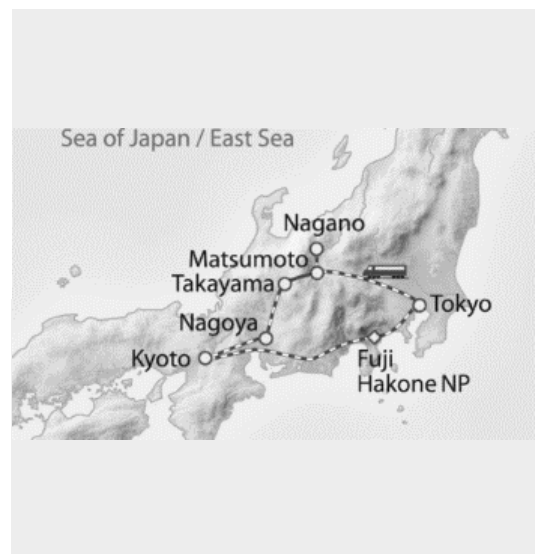 Sea of Japan / East Sea
Nagano
Matsumoto
Takayama
Tokyo
Nagoya
Kyoto
Fuji
Hakone NP